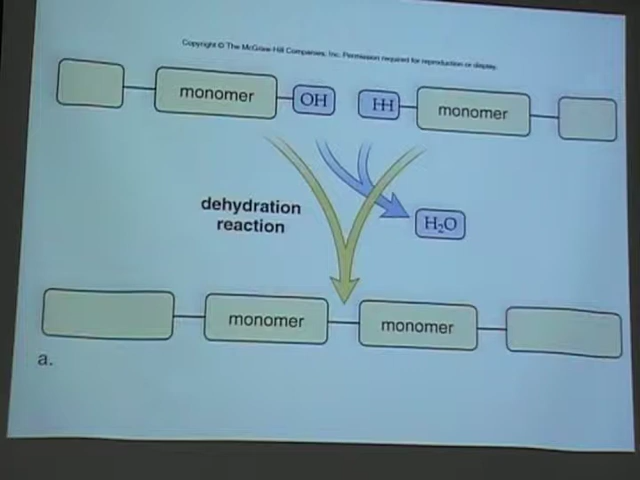 Copyright © The McGraw-Hill Companies, Inc. Permission required for reproduction or display.
monomer OH H monomer
dehydration
reaction
H₂O
monomer monomer
a.